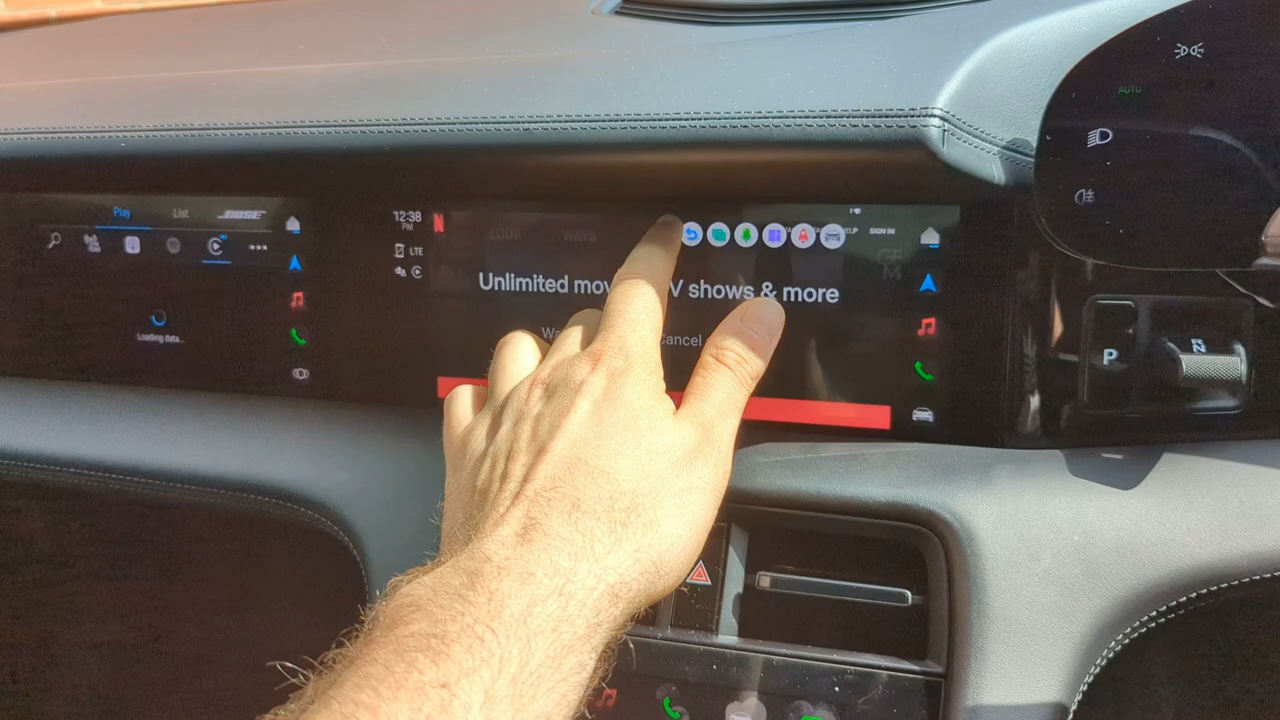 Play
List
BOSE
Loading data..
12:38
PM
LTE
N
LOOK
WAYS
HELP
SIGN IN
Unlimited mov V shows & more
Cancel
AUTO
P
R
N